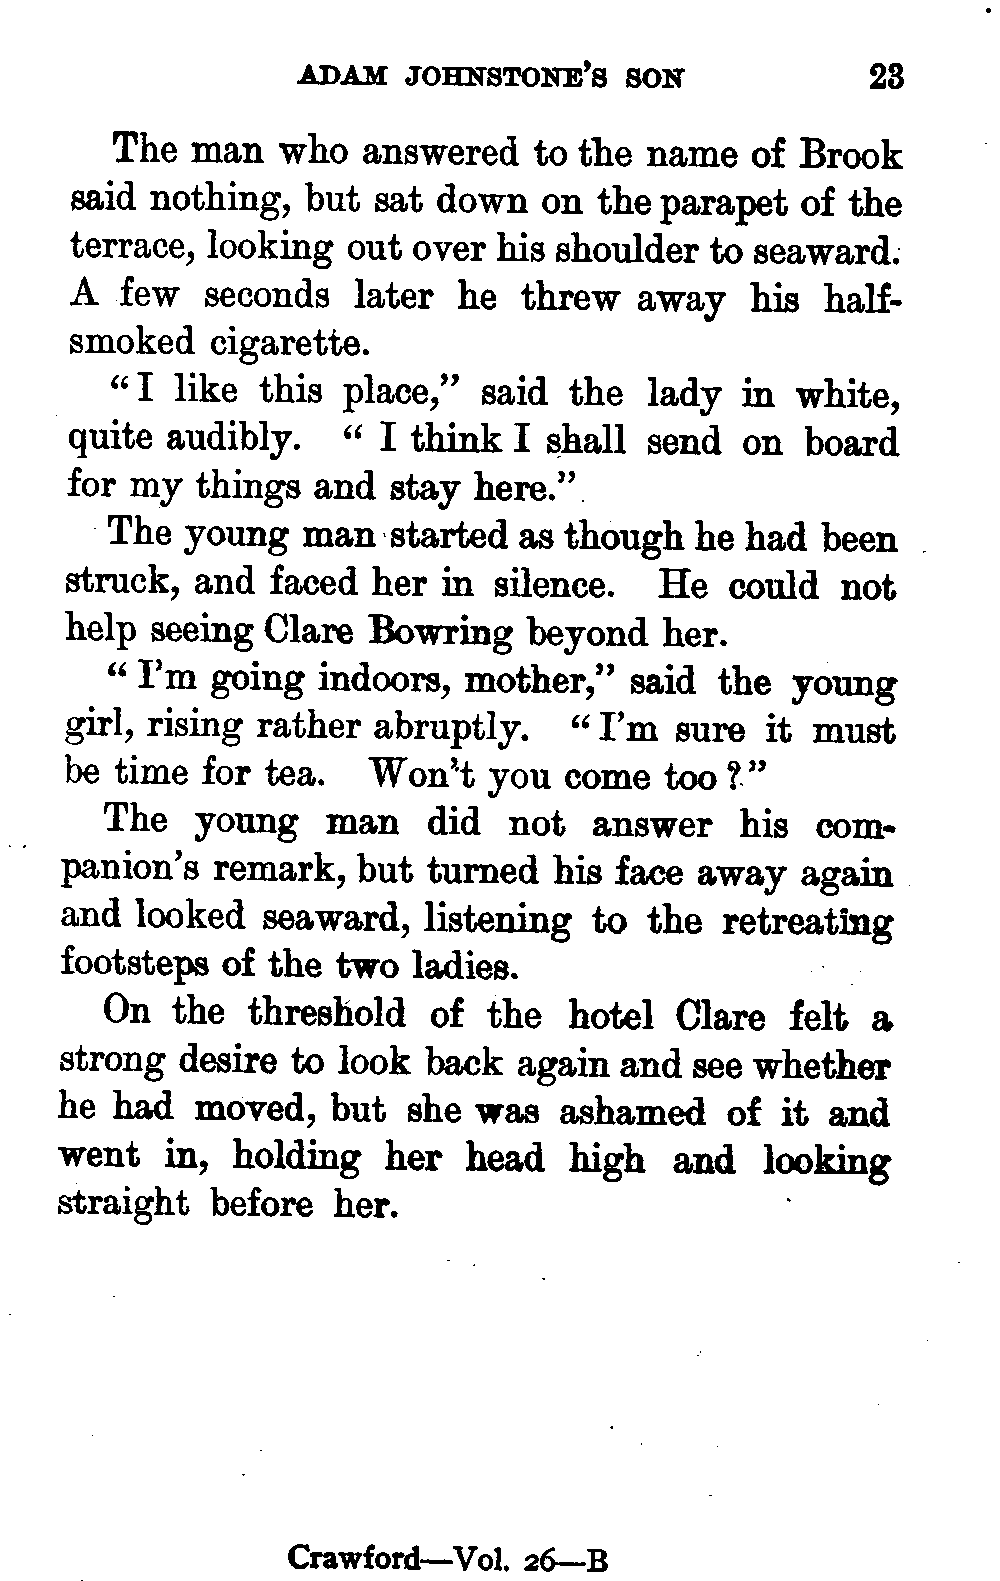 ADAM JOHNSTONE'S SON 23
The man who answered to the name of Brook
said nothing, but sat down on the parapet of the
terrace, looking out over his shoulder to seaward.
A few seconds later he threw away his half-
smoked cigarette.
"I like this place," said the lady in white,
quite audibly. "I think I shall send on board
for my things and stay here."
The young man started as though he had been
struck, and faced her in silence. He could not
help seeing Clare Bowring beyond her.
"I'm going indoors, mother," said the young
girl, rising rather abruptly. "I'm sure it must
be time for tea. Won't you come too?"
The young man did not answer his com-
panion's remark, but turned his face away again
and looked seaward, listening to the retreating
footsteps of the two ladies.
On the threshold of the hotel Clare felt a
strong desire to look back again and see whether
he had moved, but she was ashamed of it and
went in, holding her head high and looking
straight before her.
Crawford—Vol. 26—B